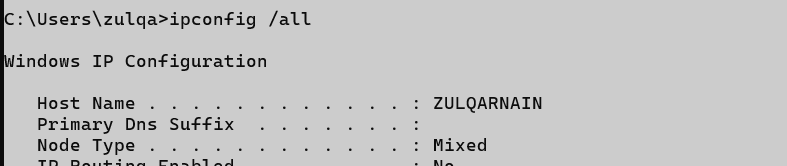 C:\Users\zulqa>ipconfig /all
Windows IP Configuration
Host Name . . . . . . . . . . . . : ZULQARNAIN
Primary Dns Suffix  . . . . . . . :
Node Type . . . . . . . . . . . . : Mixed
IP Routing Enabled. . . . . . . . : No